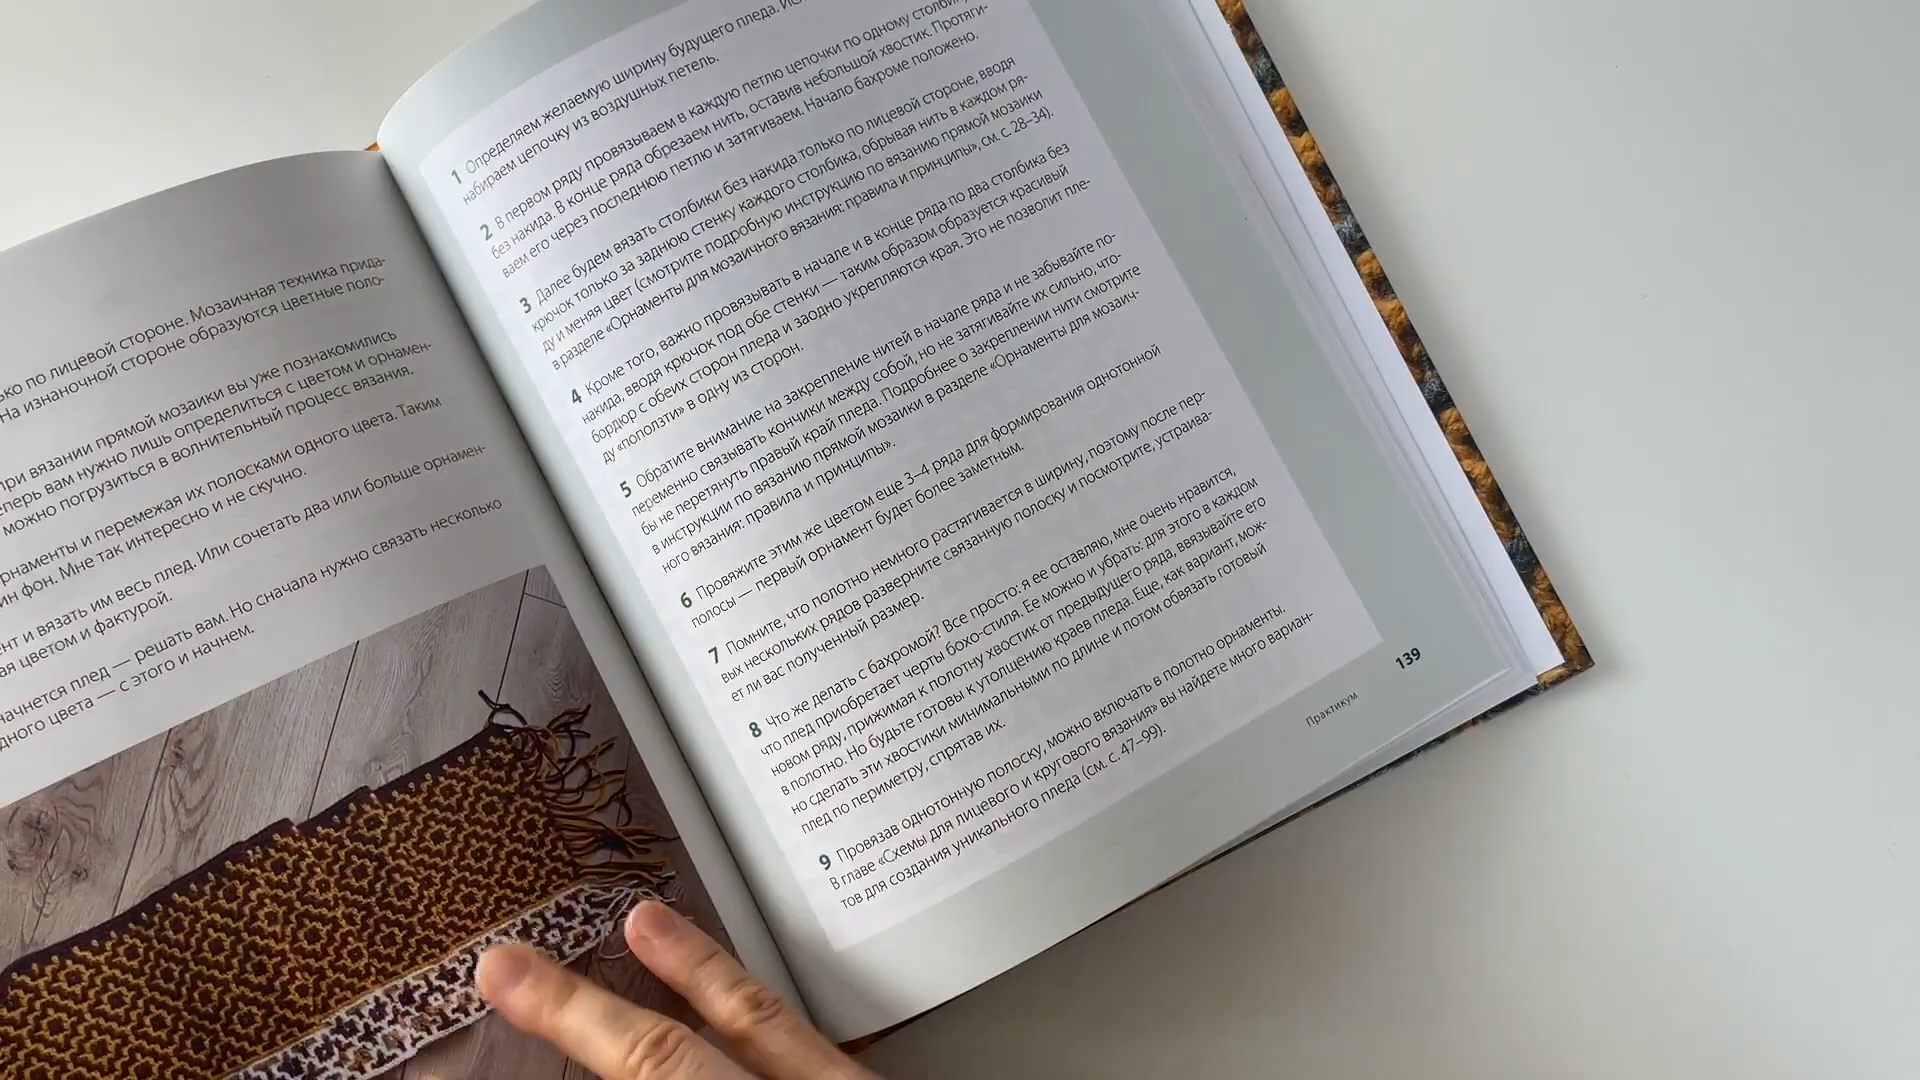 ько по лицевой стороне. Мозаичная техника прида-
На изнаночной стороне образуются цветные поло-
при вязании прямой мозаики вы уже познакомились
еперь вам нужно лишь определиться с цветом и орнамен-
можно погрузиться в волнительный процесс вязания.
рнаменты и перемежая их полосками одного цвета. Таким
ин фон. Мне так интересно и не скучно.
ент и вязать им весь плед. Или сочетать два или больше орнамен-
ая цветом и фактурой.
ачнется плед — решать вам. Но сначала нужно связать несколько
дного цвета — с этого и начнем.
1 Определяем желаемую ширину будущего пледа.
набираем цепочку из воздушных петель.
2 В первом ряду провязываем в каждую петлю цепочки по одному столбику
без накида. В конце ряда обрезаем нить, оставив небольшой хвостик. Протяги-
ваем его через последнюю петлю и затягиваем. Начало бахроме положено.
3 Далее будем вязать столбики без накида только по лицевой стороне, вводя
крючок только за заднюю стенку каждого столбика, обрывая нить в каждом ря-
ду и меняя цвет (смотрите подробную инструкцию по вязанию прямой мозаики
в разделе «Орнаменты для мозаичного вязания: правила и принципы», см. с. 28–34).
4 Кроме того, важно провязывать в начале и в конце ряда по два столбика без
накида, вводя крючок под обе стенки — таким образом образуется красивый
бордюр с обеих сторон пледа и заодно укрепляются края. Это не позволит пле-
ду «поползти» в одну из сторон.
5 Обратите внимание на закрепление нитей в начале ряда и не забывайте по-
переменно связывать кончики между собой, но не затягивайте их сильно, что-
бы не перетянуть правый край пледа. Подробнее о закреплении нити смотрите
в инструкции по вязанию прямой мозаики в разделе «Орнаменты для мозаич-
ного вязания: правила и принципы».
6 Провяжите этим же цветом еще 3–4 ряда для формирования однотонной
полосы — первый орнамент будет более заметным.
7 Помните, что полотно немного растягивается в ширину, поэтому после пер-
вых нескольких рядов разверните связанную полоску и посмотрите, устраива-
ет ли вас полученный размер.
8 Что же делать с бахромой? Все просто: я ее оставляю, мне очень нравится,
что плед приобретает черты бохо-стиля. Ее можно и убрать: для этого в каждом
новом ряду, прижимая к полотну хвостик от предыдущего ряда, ввязывайте его
в полотно. Но будьте готовы к утолщению краев пледа. Еще, как вариант, мож-
но сделать эти хвостики минимальными по длине и потом обвязать готовый
плед по периметру, спрятав их.
9 Провязав однотонную полоску, можно включать в полотно орнаменты.
В главе «Схемы для лицевого и кругового вязания» вы найдете много вариан-
тов для создания уникального пледа (см. с. 47–99).
Практикум
139